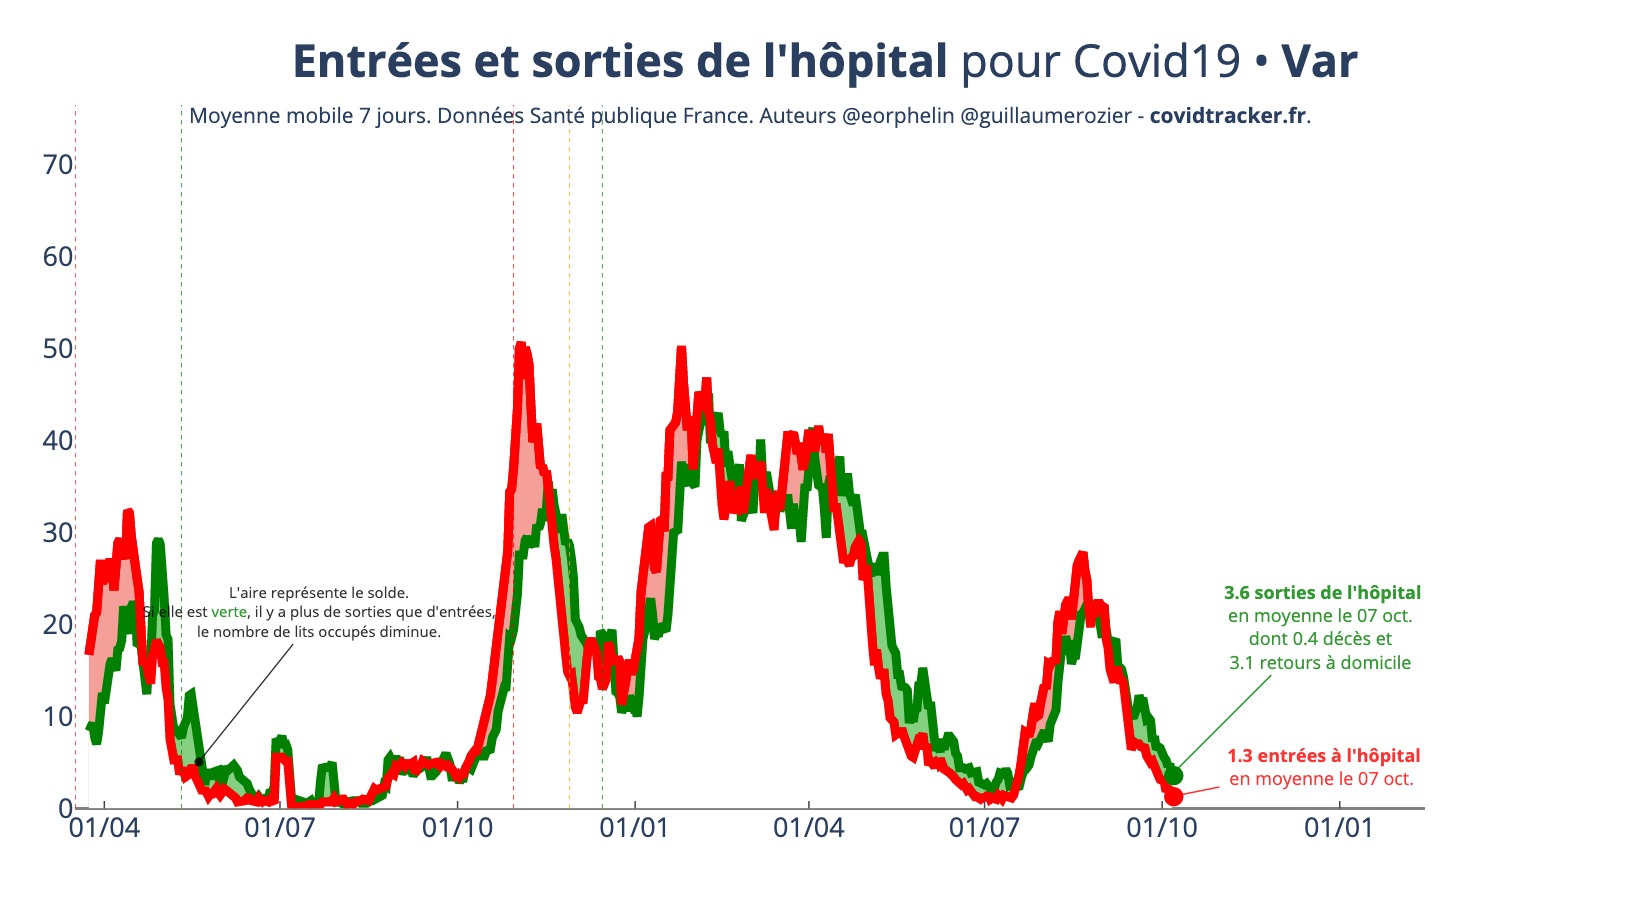 Entrées et sorties de l'hôpital pour Covid19 • Var
Moyenne mobile 7 jours. Données Santé publique France. Auteurs @eorphelin @guillaumerozier - covidtracker.fr.
70
60
50
40
30
20
10
0
L'aire représente le solde.
Si elle est verte, il y a plus de sorties que d'entrées,
le nombre de lits occupés diminue.
3.6 sorties de l'hôpital
en moyenne le 07 oct.
dont 0.4 décès et
3.1 retours à domicile
1.3 entrées à l'hôpital
en moyenne le 07 oct.
01/04 01/07 01/10 01/01 01/04 01/07 01/10 01/01